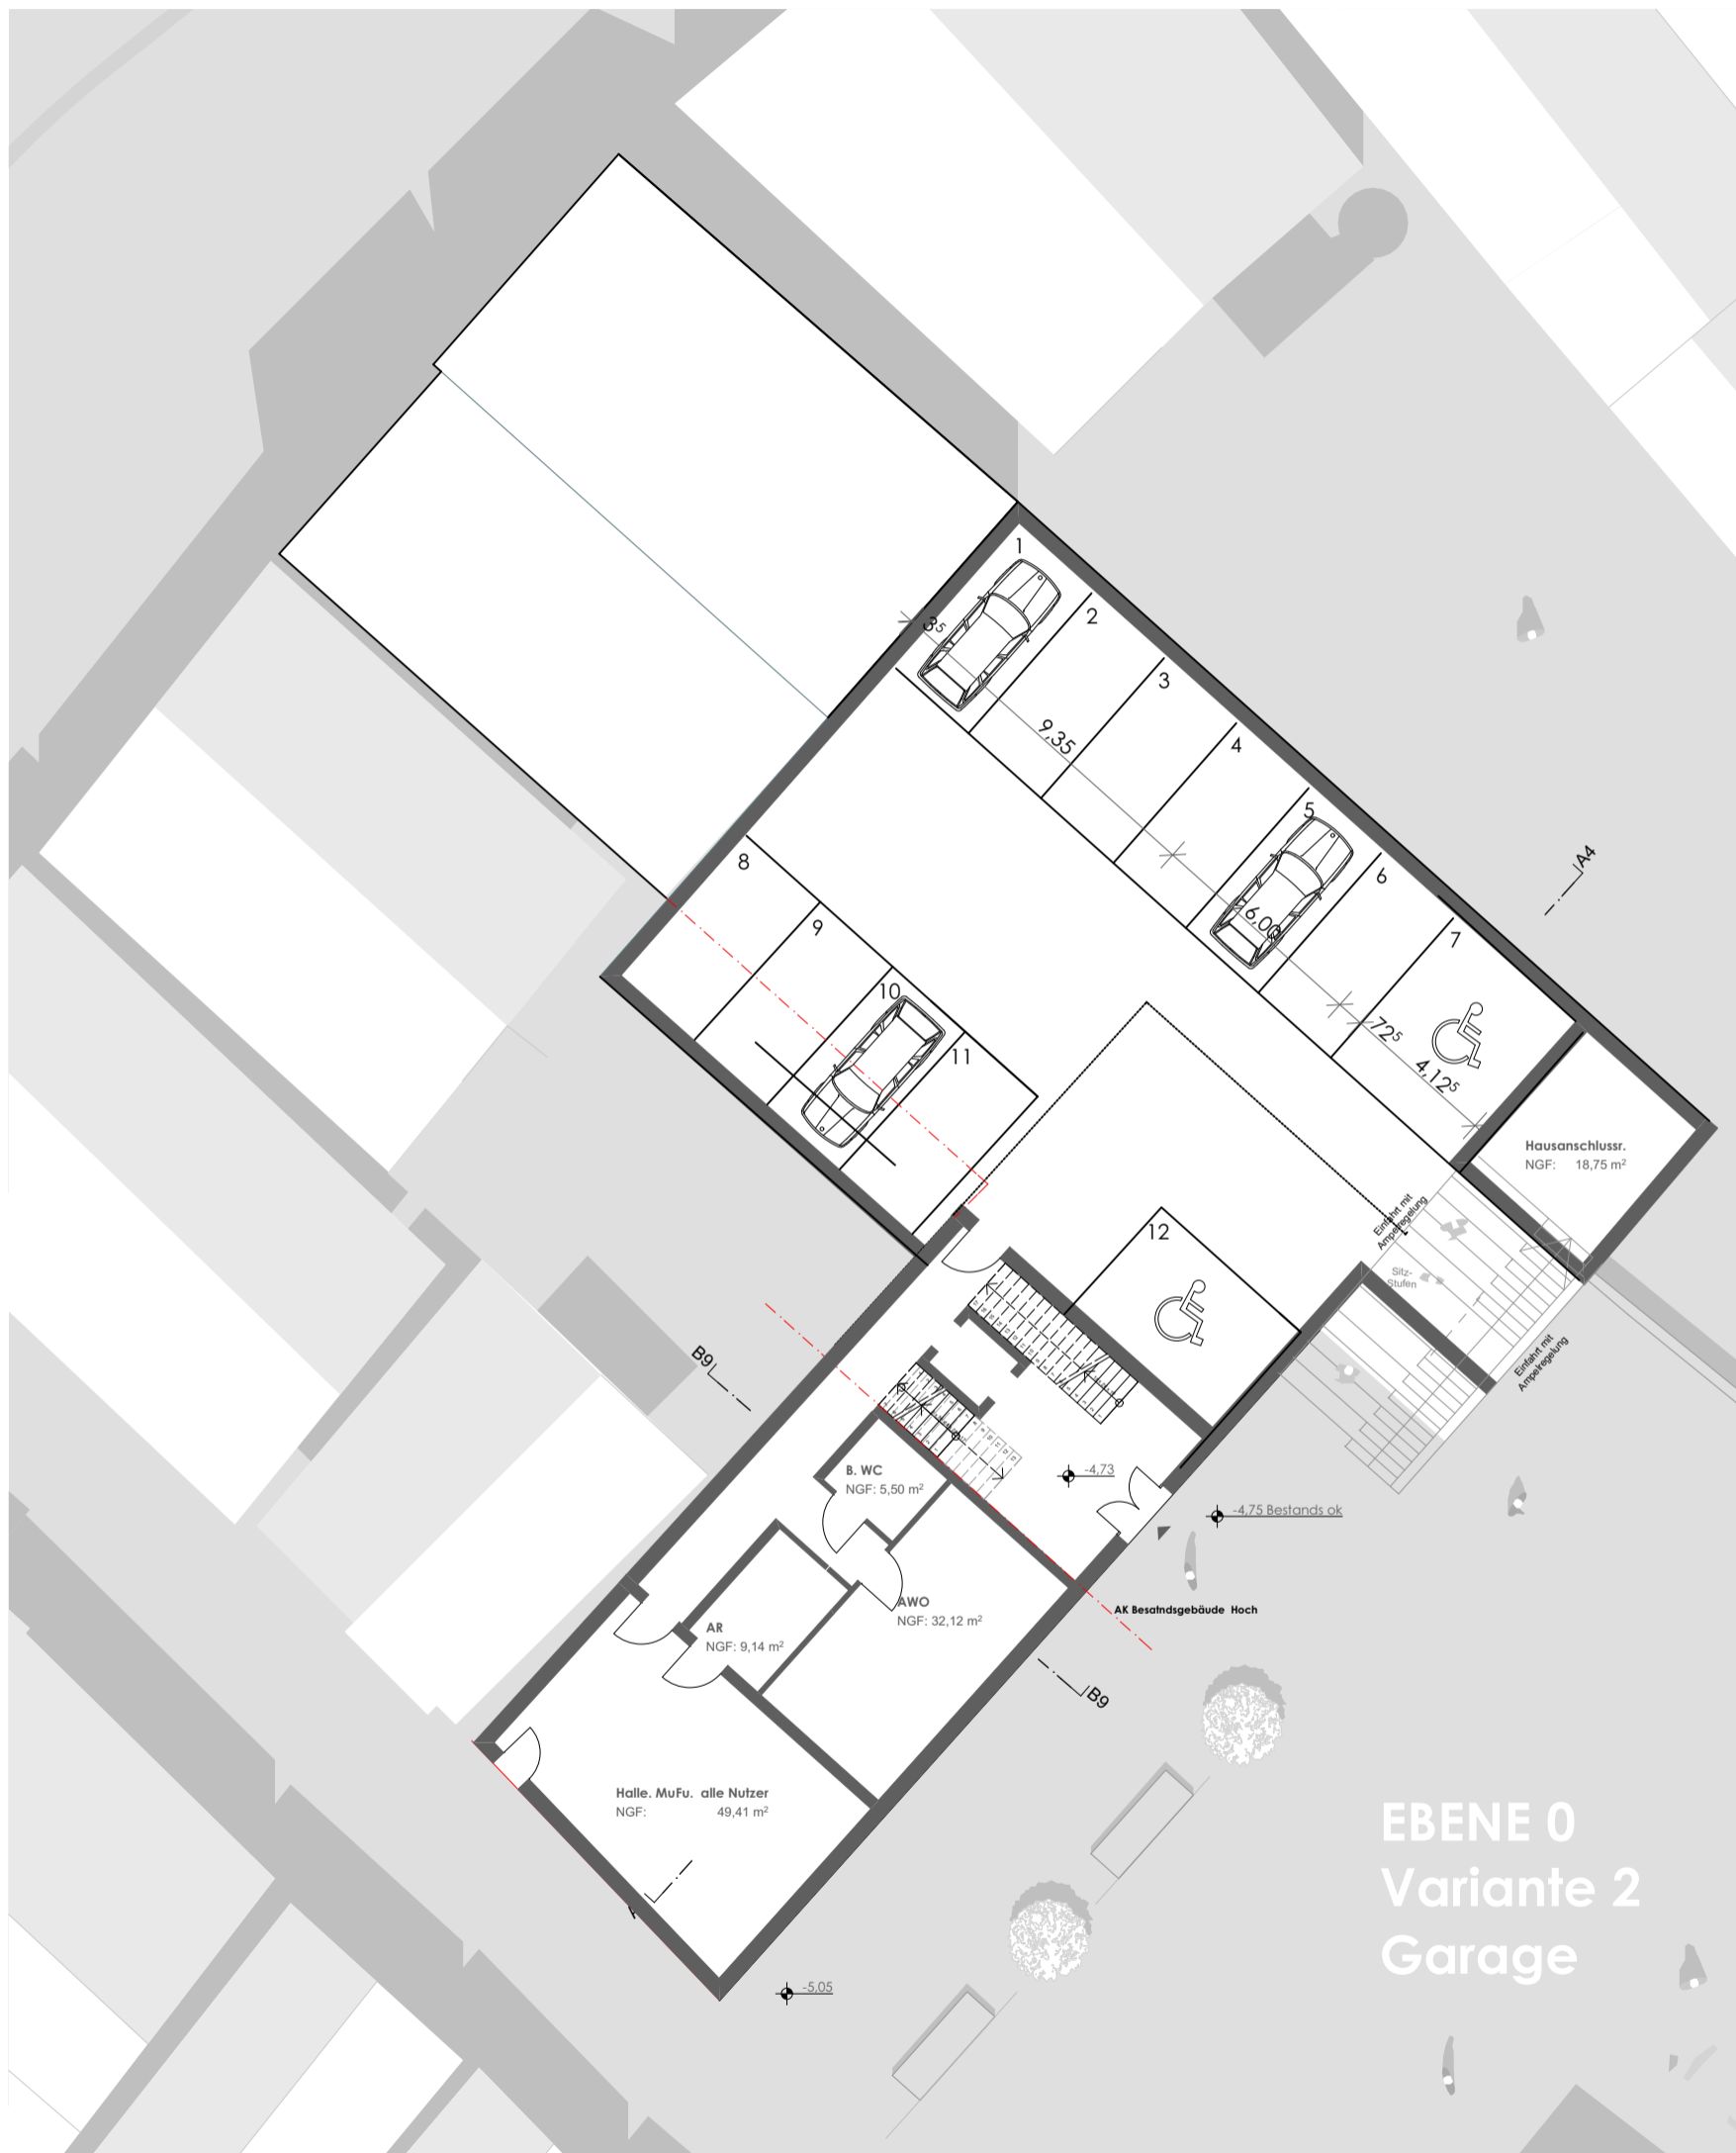 1
2
3⁵
3
9,35
4
5
A4
8
6
6,00
9
7
10
72⁵
11
4,12⁵
Hausanschlussr.
NGF: 18,75 m²
Einfahrt mit
Ampelregelung
12
Sitz-
Stufen
Einfahrt mit
Ampelregelung
B9
B. WC
NGF: 5,50 m²
-4,73
-4,75 Bestands ok
AWO
NGF: 32,12 m²
AK Besatndsgebäude Hoch
AR
NGF: 9,14 m²
B9
Halle. MuFu. alle Nutzer
NGF: 49,41 m²
EBENE 0
Variante 2
Garage
-5,05